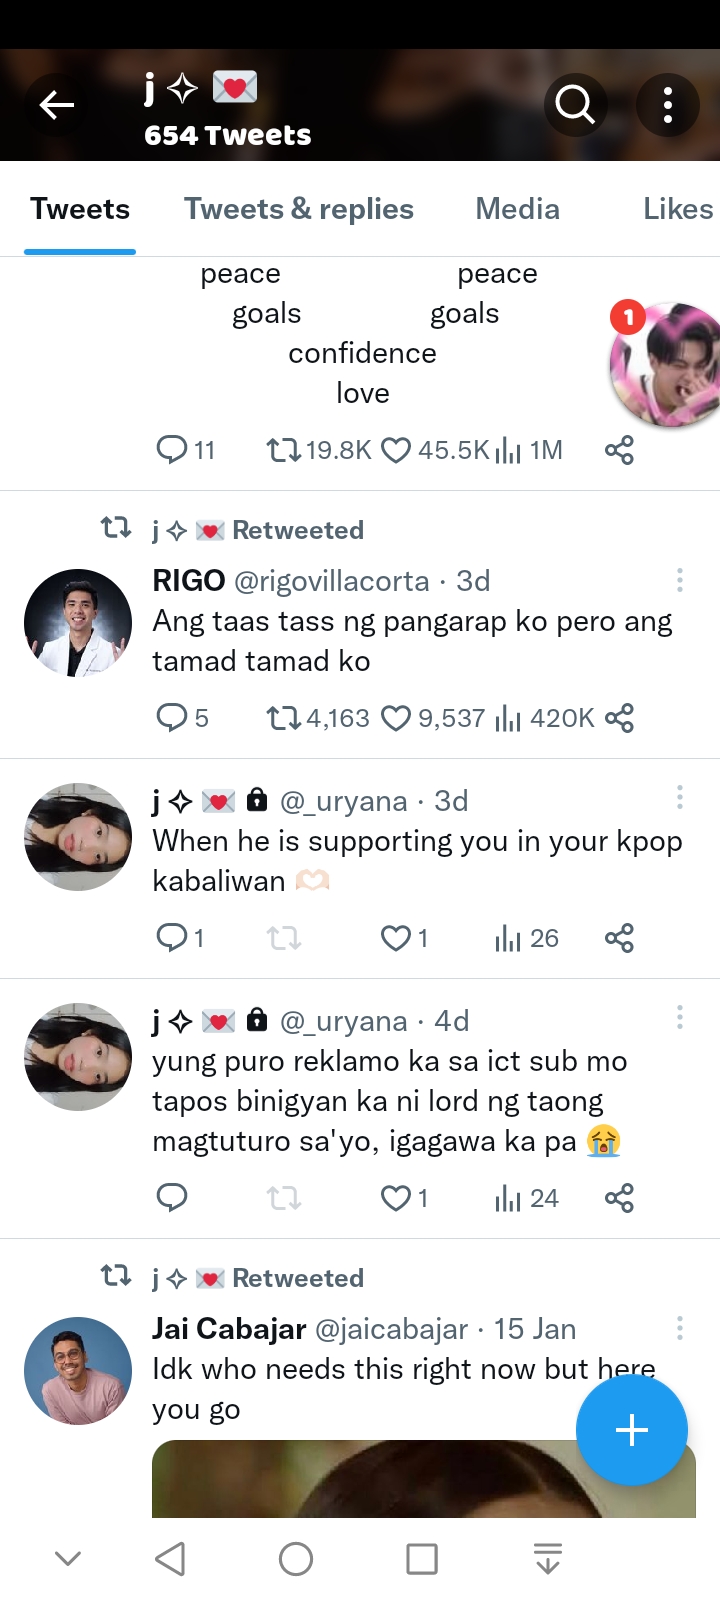 j ✧ 💌
654 Tweets
Tweets Tweets & replies Media Likes
peace peace
goals goals
confidence
love
1
11 19.8K 45.5K 1M
j ✧ 💌 Retweeted
RIGO @rigovillacorta · 3d
Ang taas tass ng pangarap ko pero ang
tamad tamad ko
5 4,163 9,537 420K
j ✧ 💌 🔒 @_uryana · 3d
When he is supporting you in your kpop
kabaliwan 🫶🏻
1 1 26
j ✧ 💌 🔒 @_uryana · 4d
yung puro reklamo ka sa ict sub mo
tapos binigyan ka ni lord ng taong
magtuturo sa'yo, igagawa ka pa 😭
1 24
j ✧ 💌 Retweeted
Jai Cabajar @jaicabajar · 15 Jan
Idk who needs this right now but here
you go